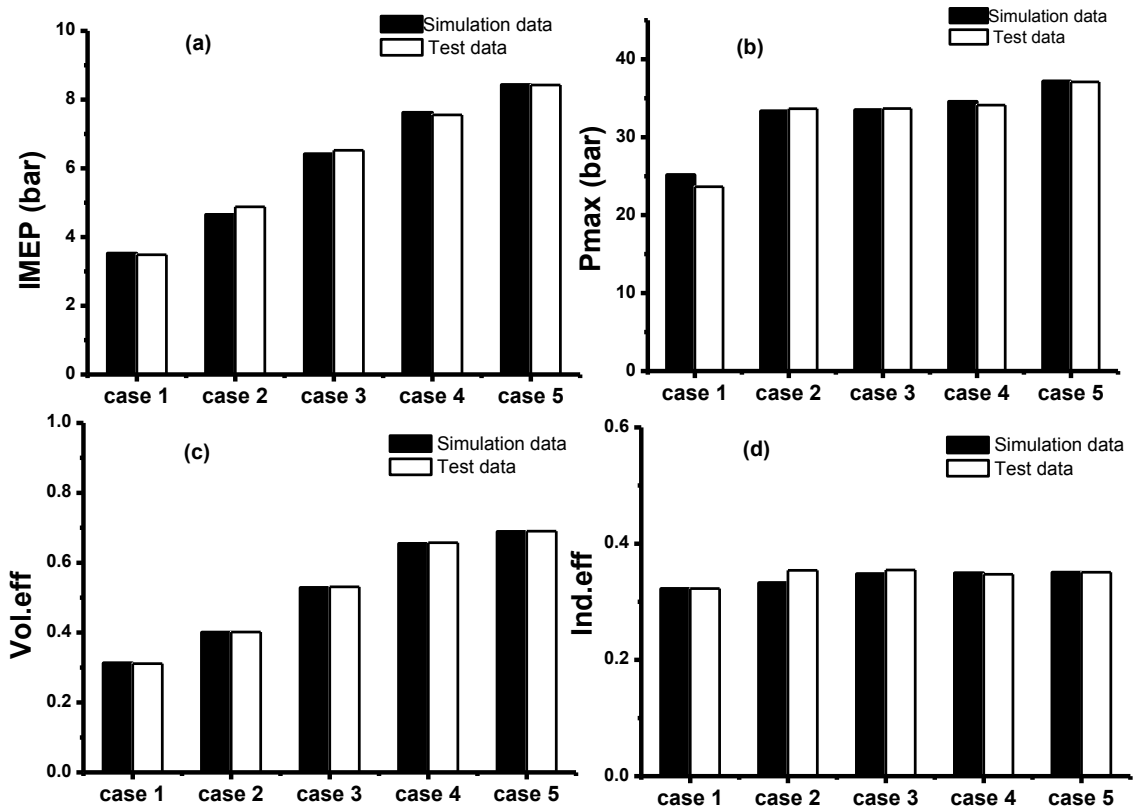 (a)
Simulation data
Test data
IMEP (bar)
10
8
6
4
2
0
case 1 case 2 case 3 case 4 case 5
(b)
Simulation data
Test data
Pmax (bar)
40
30
20
10
0
case 1 case 2 case 3 case 4 case 5
(c)
Simulation data
Test data
Vol.eff
1.0
0.8
0.6
0.4
0.2
0.0
case 1 case 2 case 3 case 4 case 5
(d)
Simulation data
Test data
Ind.eff
0.6
0.4
0.2
0.0
case 1 case 2 case 3 case 4 case 5